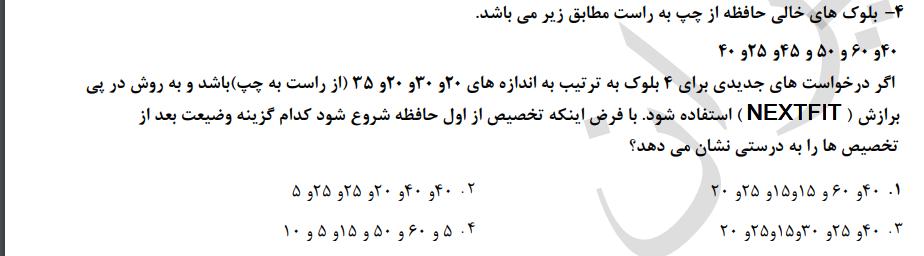 ۴- بلوک های خالی حافظه از چپ به راست مطابق زیر می باشد.
۴۰و ۶۰ و ۵۰ و ۴۵و ۲۵و ۴۰
اگر درخواست های جدیدی برای ۴ بلوک به ترتیب به اندازه های ۲۰و ۳۰و ۲۰و ۳۵ (از راست به چپ)باشد و به روش در پی
برازش ( NEXTFIT ) استفاده شود. با فرض اینکه تخصیص از اول حافظه شروع شود کدام گزینه وضیعت بعد از
تخصیص ها را به درستی نشان می دهد؟
۱. ۴۰و ۶۰ و ۱۵و۱۵و ۲۵و ۲۰ ۲. ۴۰و ۴۰و ۲۰و ۲۵و ۲۵و ۵
۳. ۴۰و ۲۵و ۳۰و۱۵و۲۵و ۲۰ ۴. ۵ و ۶۰ و ۵۰ و ۱۵و ۵ و ۱۰